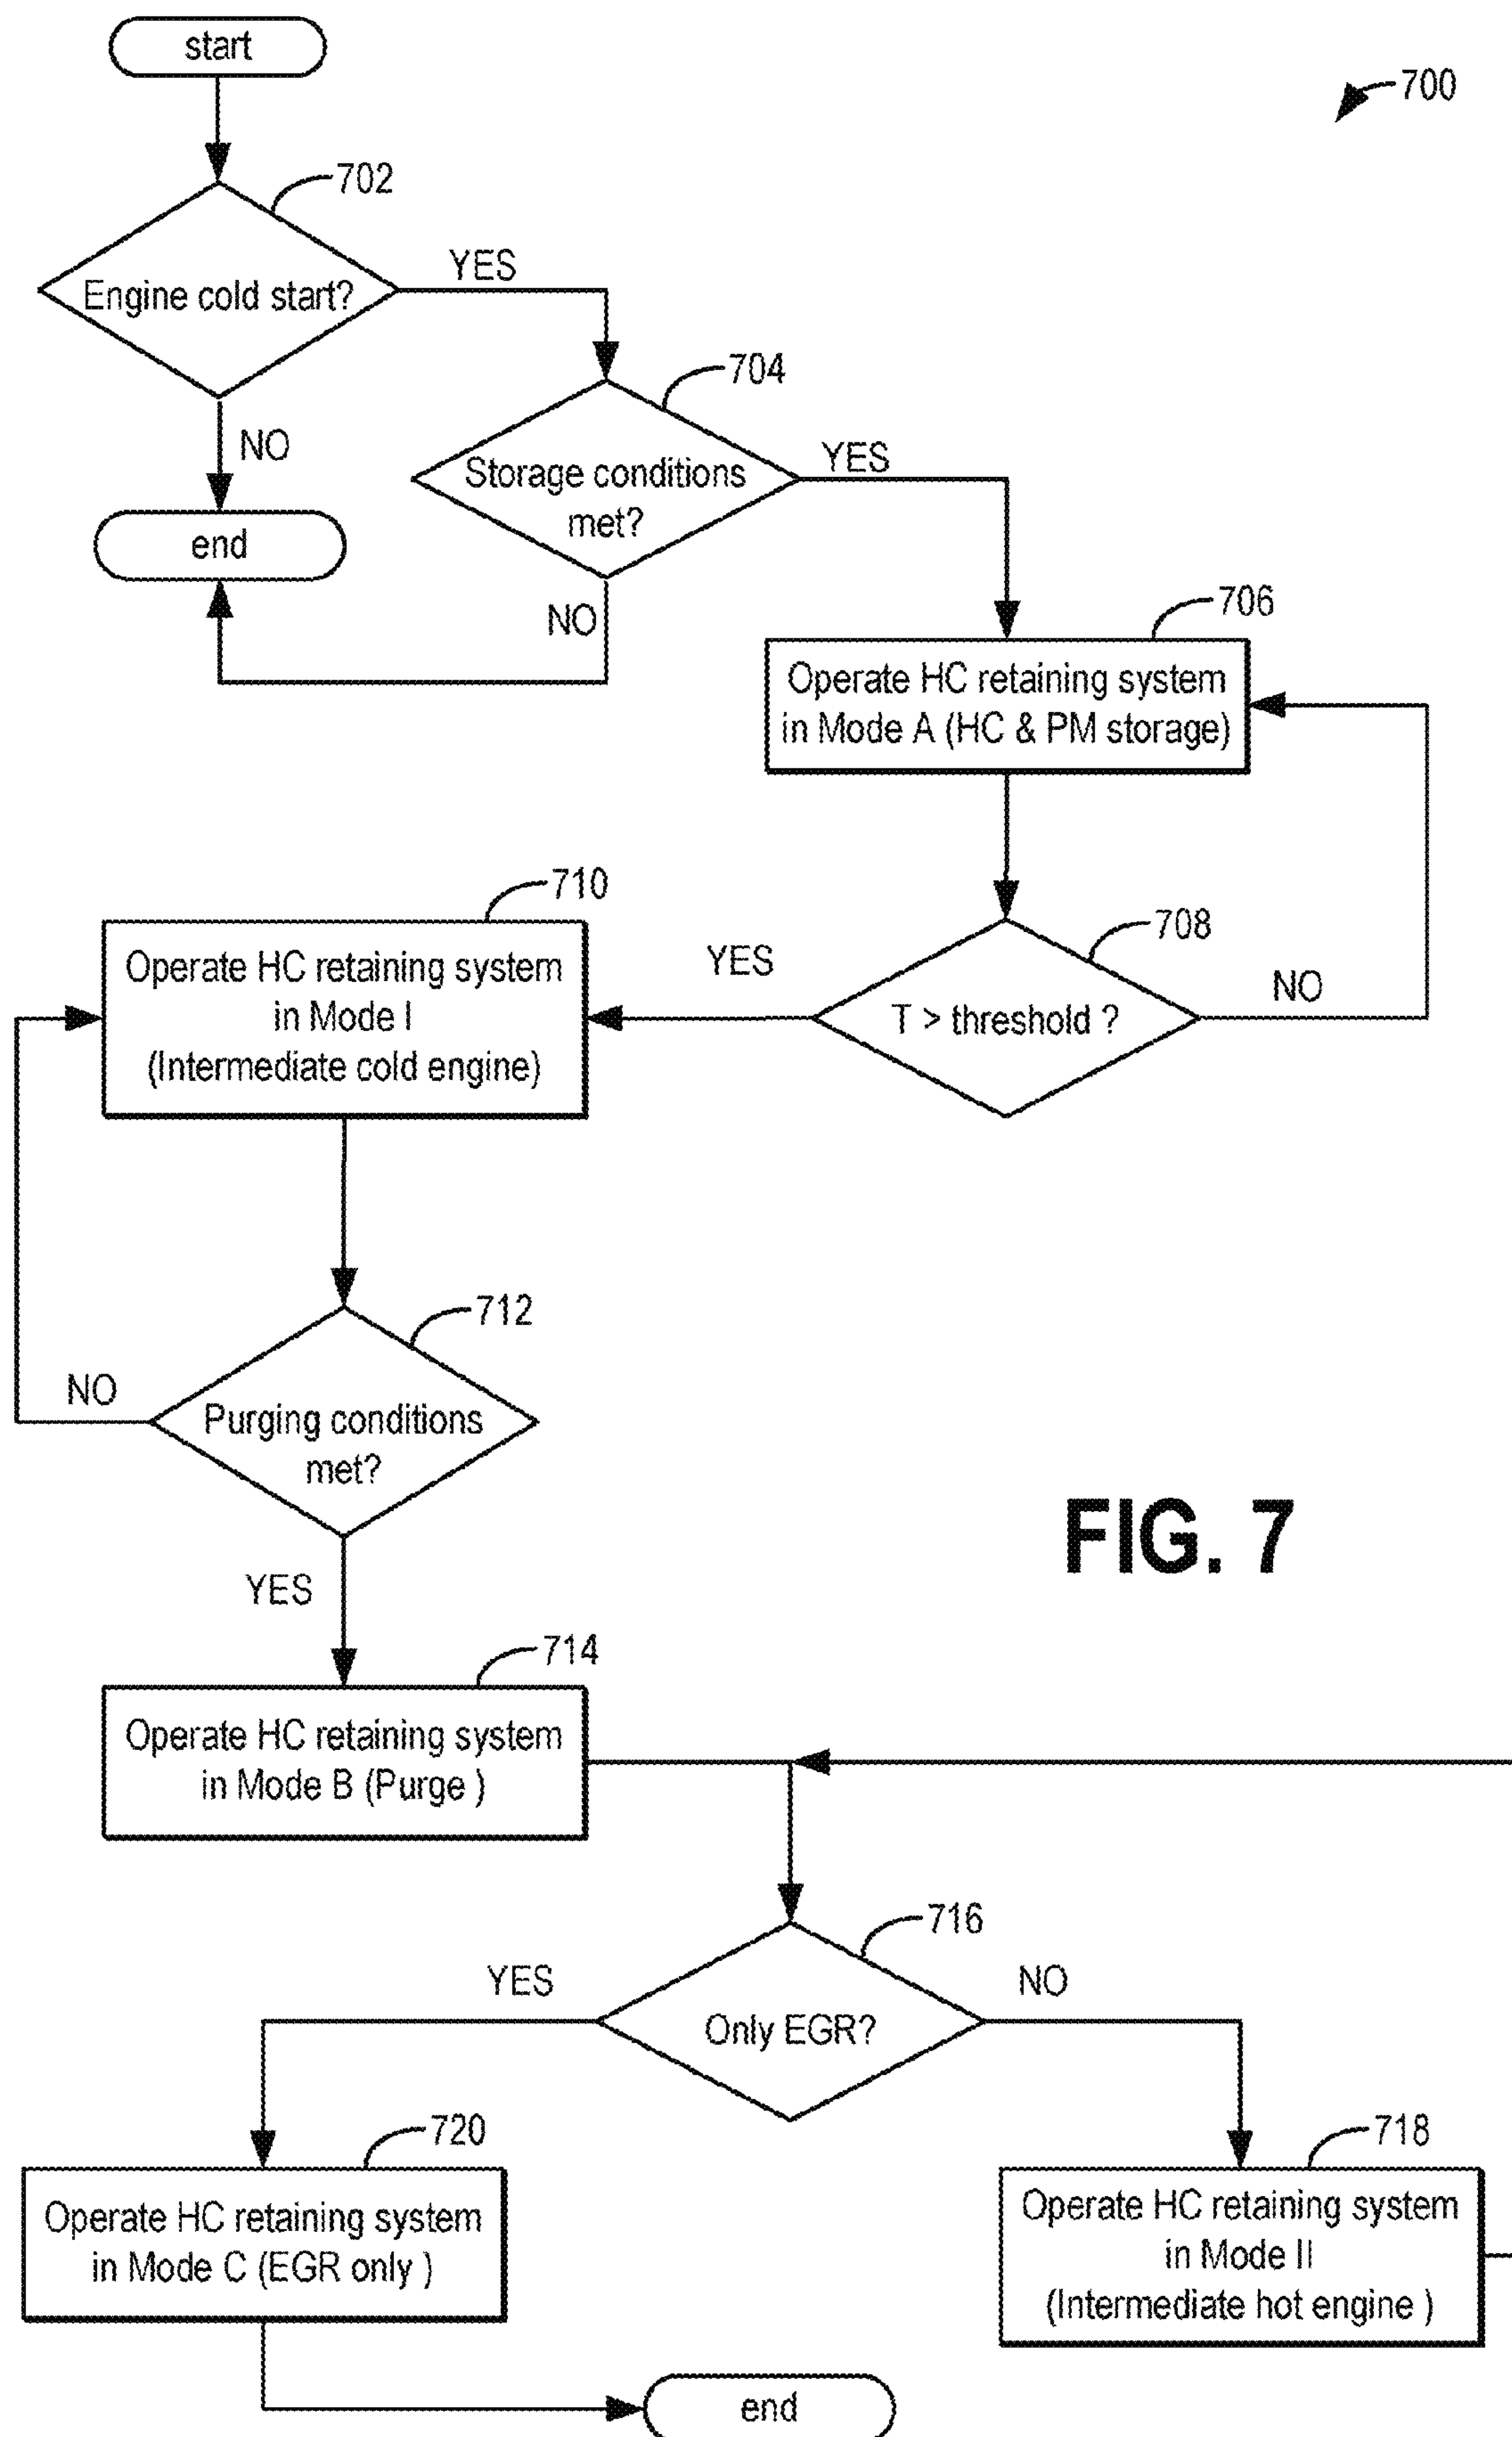 start
700
702
Engine cold start?
YES
704
NO
Storage conditions
met?
YES
end
NO
706
Operate HC retaining system
in Mode A (HC & PM storage)
710
Operate HC retaining system
in Mode I
(Intermediate cold engine)
YES
708
T > threshold ?
NO
712
NO
Purging conditions
met?
FIG. 7
YES
714
Operate HC retaining system
in Mode B (Purge )
716
YES
NO
Only EGR?
720
Operate HC retaining system
in Mode C (EGR only )
718
Operate HC retaining system
in Mode II
(Intermediate hot engine )
end